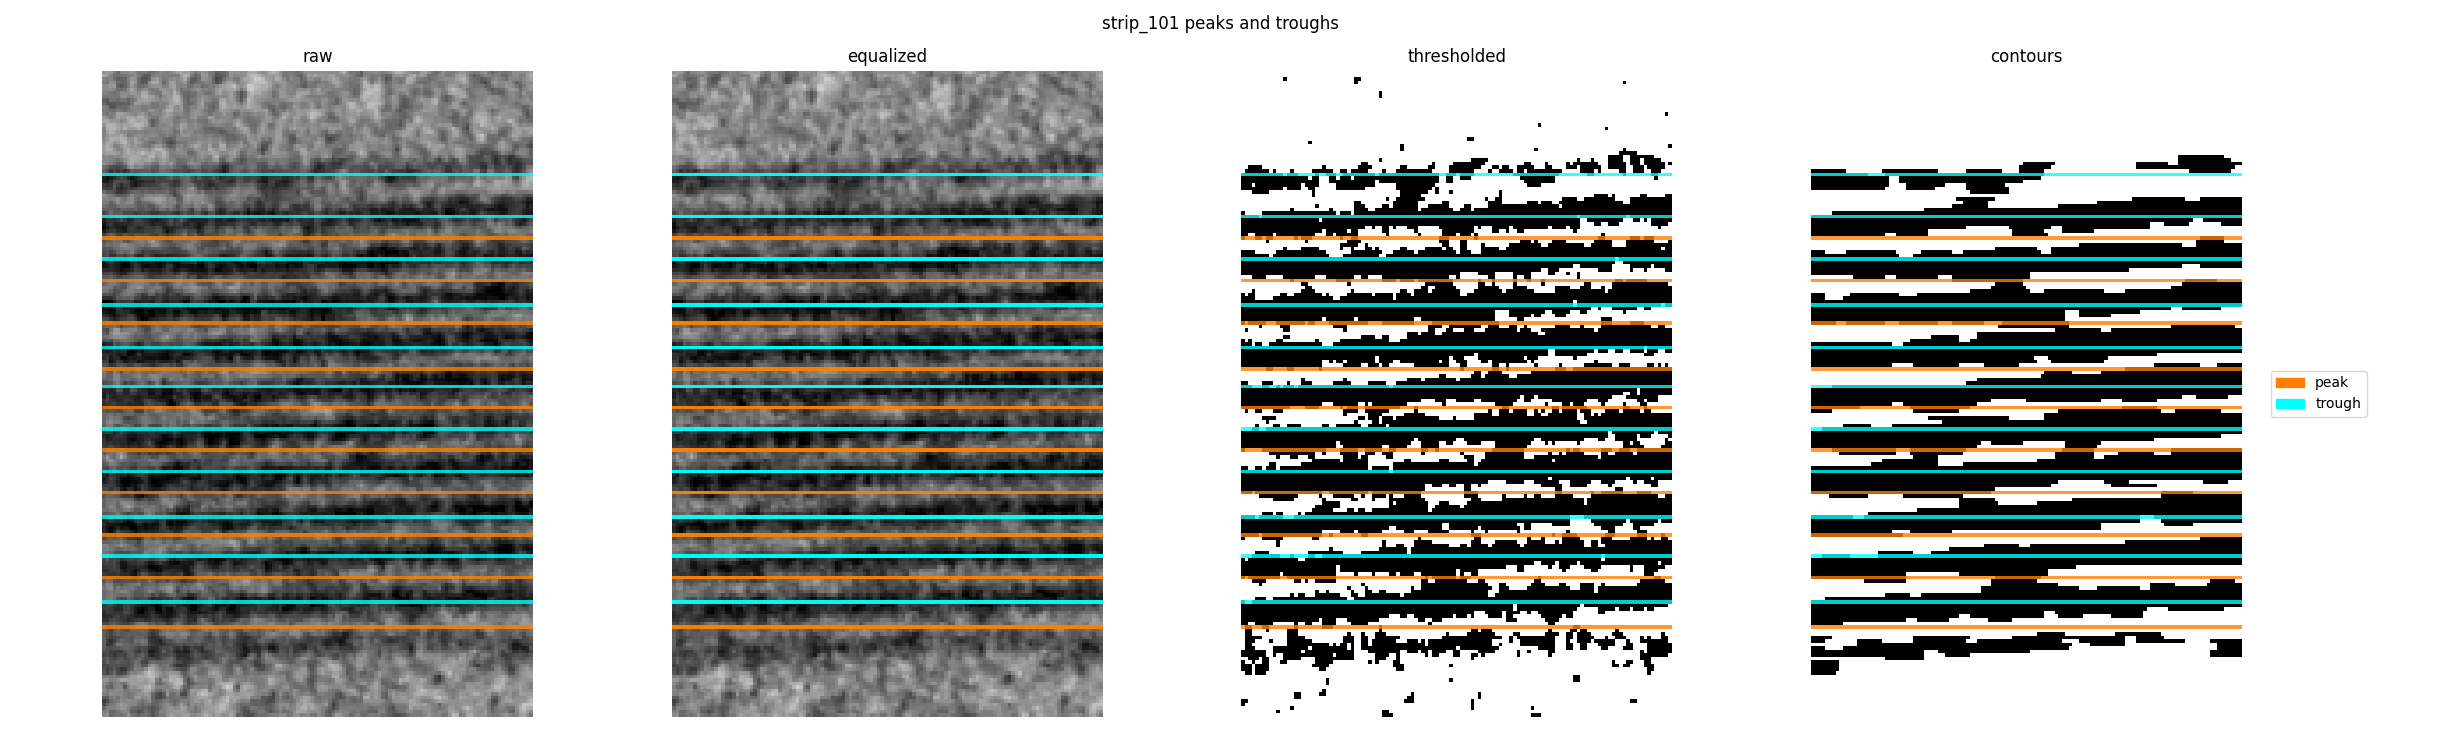 strip_101 peaks and troughs
raw
equalized
thresholded
contours
peak
trough